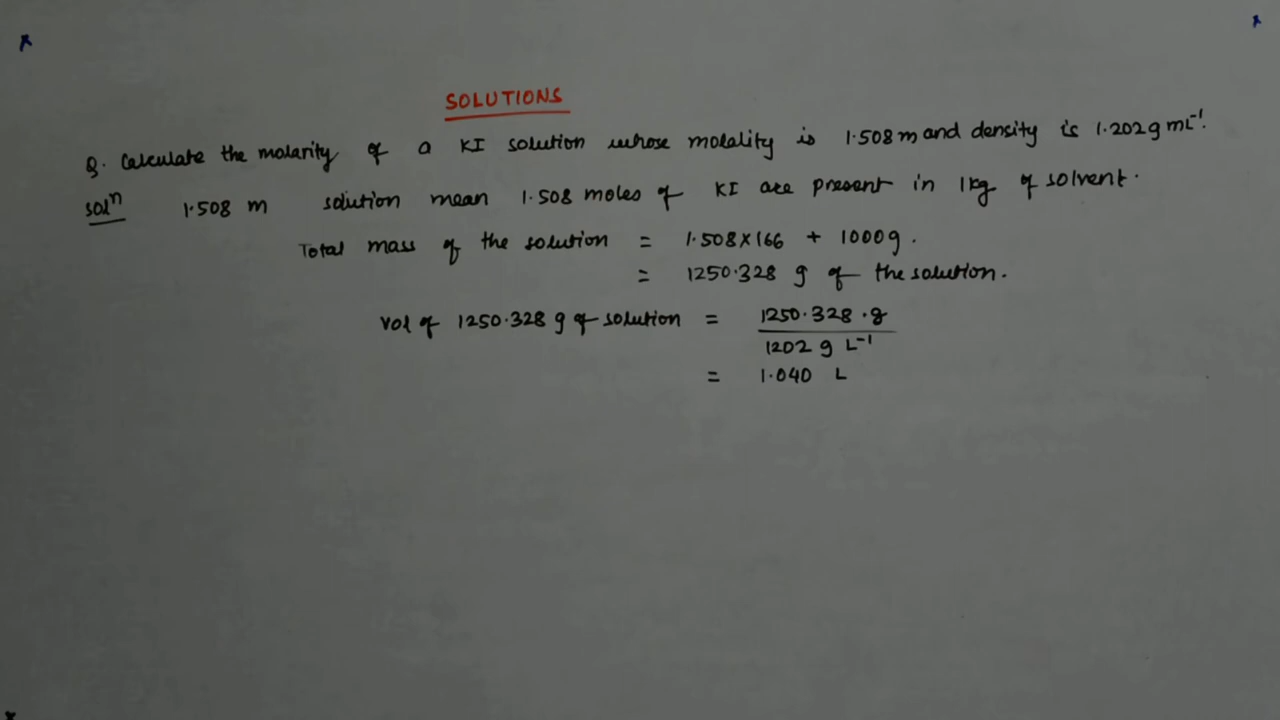 SOLUTIONS
Q. Calculate the molarity of a KI solution whose molality is 1.508 m and density is 1.202 g mL⁻¹.
solⁿ 1.508 m solution mean 1.508 moles of KI are present in 1kg of solvent.
Total mass of the solution = 1.508 × 166 + 1000 g.
= 1250.328 g of the solution.
vol of 1250.328 g of solution = 1250.328 g
1202 g L⁻¹
= 1.040 L